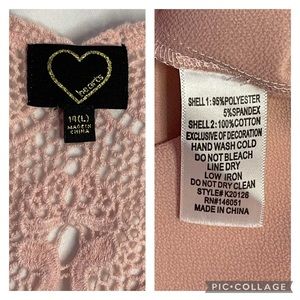 hearts
14(L)
MADE IN
CHINA
SHELL 1: 95%POLYESTER
5%SPANDEX
SHELL 2: 100%COTTON
EXCLUSIVE OF DECORATION
HAND WASH COLD
DO NOT BLEACH
LINE DRY
LOW IRON
DO NOT DRY CLEAN
STYLE#K20126
RN#146051
MADE IN CHINA
PIC•COLLAGE